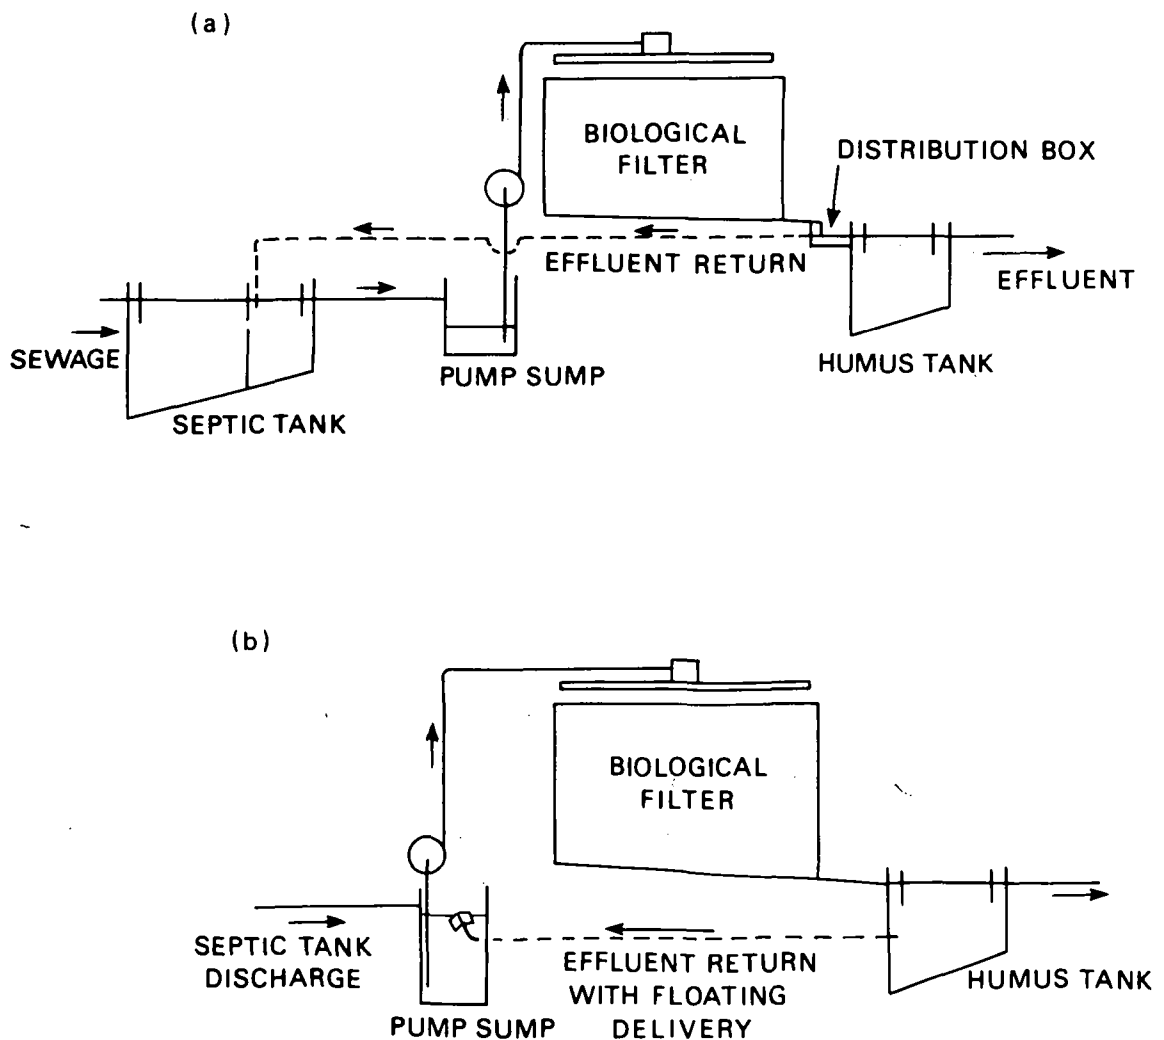 (a)
BIOLOGICAL
FILTER
DISTRIBUTION BOX
EFFLUENT RETURN
EFFLUENT
SEWAGE
PUMP SUMP
HUMUS TANK
SEPTIC TANK
(b)
BIOLOGICAL
FILTER
SEPTIC TANK
DISCHARGE
EFFLUENT RETURN
WITH FLOATING
DELIVERY
HUMUS TANK
PUMP SUMP